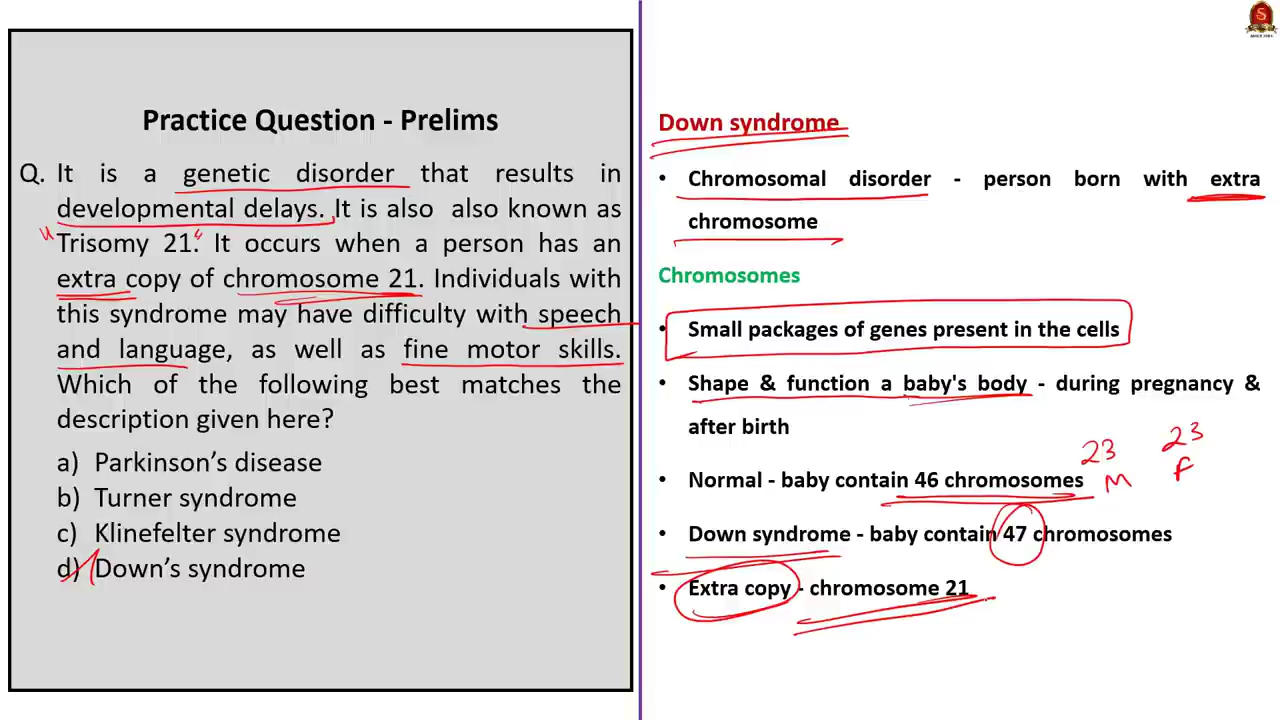 Practice Question - Prelims
Q. It is a genetic disorder that results in
developmental delays. It is also also known as
"Trisomy 21." It occurs when a person has an
extra copy of chromosome 21. Individuals with
this syndrome may have difficulty with speech
and language, as well as fine motor skills.
Which of the following best matches the
description given here?
a) Parkinson's disease
b) Turner syndrome
c) Klinefelter syndrome
d) Down's syndrome
Down syndrome
• Chromosomal disorder - person born with extra
chromosome
Chromosomes
• Small packages of genes present in the cells
• Shape & function a baby's body - during pregnancy &
after birth
23 23
• Normal - baby contain 46 chromosomes M F
• Down syndrome - baby contain 47 chromosomes
• Extra copy - chromosome 21